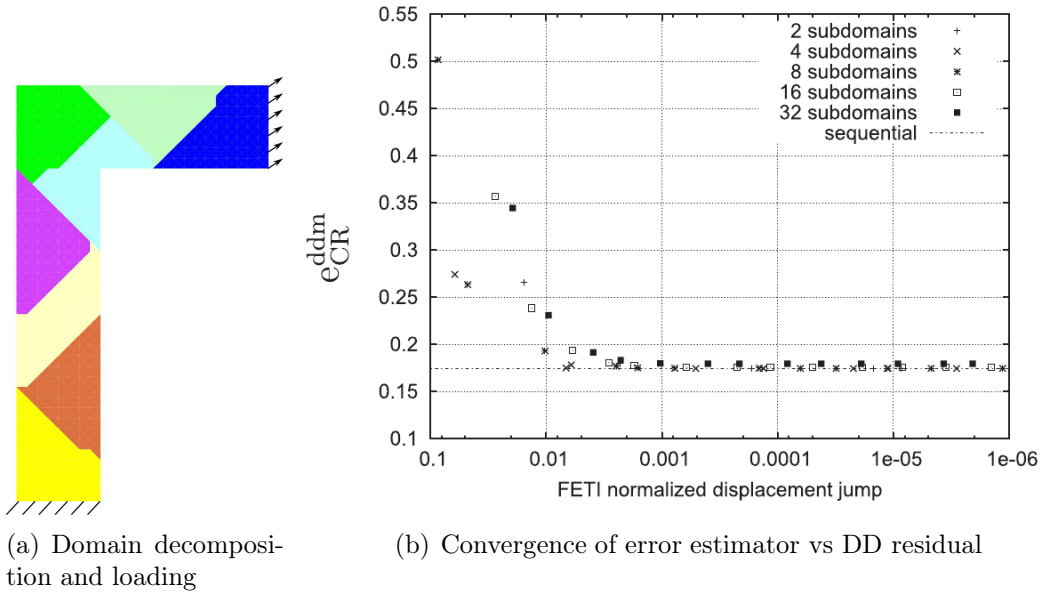 0.55
0.5
0.45
0.4
0.35
0.3
0.25
0.2
0.15
0.1
e_CR^ddm
2 subdomains
4 subdomains
8 subdomains
16 subdomains
32 subdomains
sequential
0.1 0.01 0.001 0.0001 1e-05 1e-06
FETI normalized displacement jump
(a) Domain decomposi-
tion and loading
(b) Convergence of error estimator vs DD residual